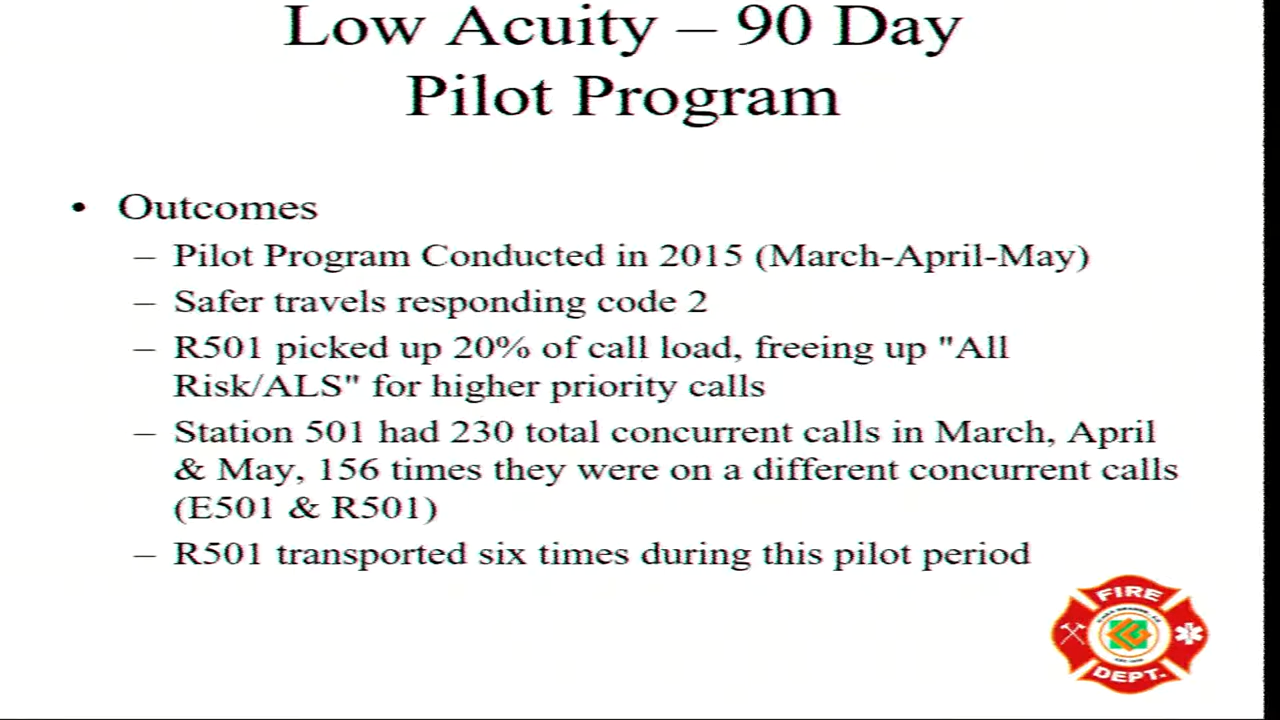 Low Acuity – 90 Day
Pilot Program
• Outcomes
– Pilot Program Conducted in 2015 (March-April-May)
– Safer travels responding code 2
– R501 picked up 20% of call load, freeing up "All
Risk/ALS" for higher priority calls
– Station 501 had 230 total concurrent calls in March, April
& May, 156 times they were on a different concurrent calls
(E501 & R501)
– R501 transported six times during this pilot period
FIRE
DEPT.